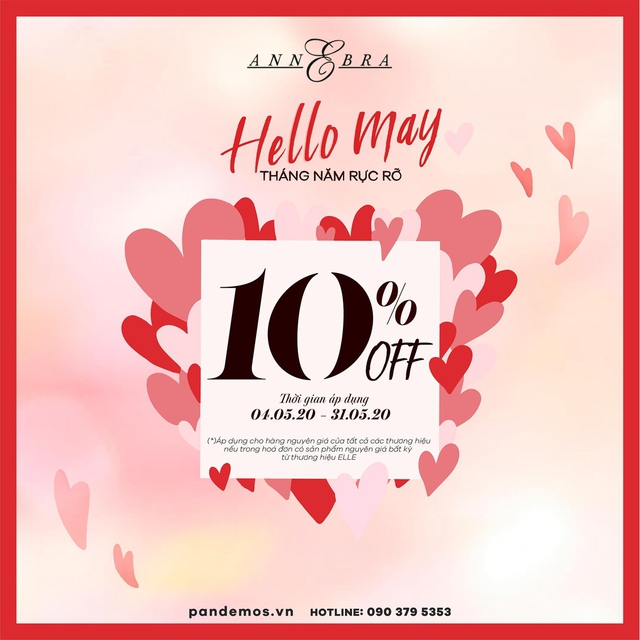 ANNEBRA
Hello May
THÁNG NĂM RỰC RỠ
10% OFF
Thời gian áp dụng
04.05.20 - 31.05.20
(*)Áp dụng cho hàng nguyên giá của tất cả các thương hiệu
nếu trong hoá đơn có sản phẩm nguyên giá bất kỳ
từ thương hiệu ELLE
pandemos.vn HOTLINE: 090 379 5353